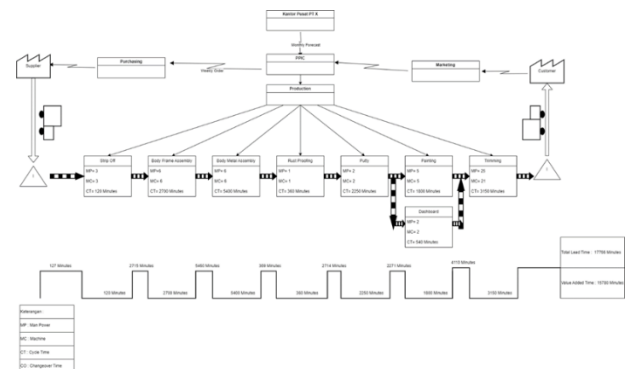 Kantor Pusat PT X
Monthly Forecast
Supplier
Purchasing
PPIC
Marketing
Customer
Weekly Order
Production
Strip Off
MP= 3
MC= 3
CT= 120 Minutes
Body Frame Assembly
MP=6
MC= 6
CT= 2700 Minutes
Body Metal Assembly
MP= 6
MC= 6
CT= 5400 Minutes
Rust Proofing
MP= 1
MC= 1
CT= 360 Minutes
Putty
MP= 2
MC= 2
CT= 2250 Minutes
Painting
MP= 5
MC= 5
CT= 1800 Minutes
Trimming
MP= 20
MC= 21
CT= 3150 Minutes
Dashboard
MP= 2
MC= 2
CT= 540 Minutes
137 Minutes
2715 Minutes
5460 Minutes
369 Minutes
2714 Minutes
2271 Minutes
4115 Minutes
120 Minutes
2700 Minutes
5400 Minutes
360 Minutes
2250 Minutes
1800 Minutes
3150 Minutes
Total Lead Time :
Value Added Time :
Keterangan:
MP : Man Power
MC : Machine
CT : Cycle Time
CO : Changeover Time